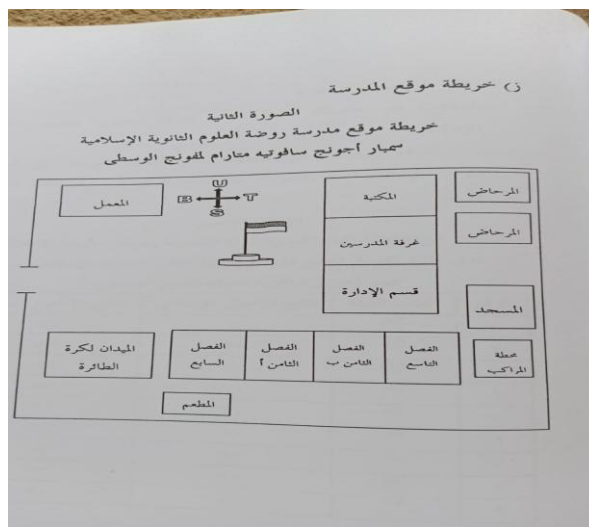 ز) خريطة موقع المدرسة
الصورة الثانية
خريطة موقع مدرسة روضة العلوم الثانوية الإسلامية
سمبار أجونج سافوتيه متارام لمفونج الوسطى
المعمل
U
B T
S
المكتبة
غرفة المدرسين
قسم الإدارة
المرحاض
المرحاض
المسجد
محطة
المراكب
الفصل
التاسع
الفصل
الثامن ب
الفصل
الثامن أ
الفصل
السابع
الميدان لكرة
الطائرة
المطعم